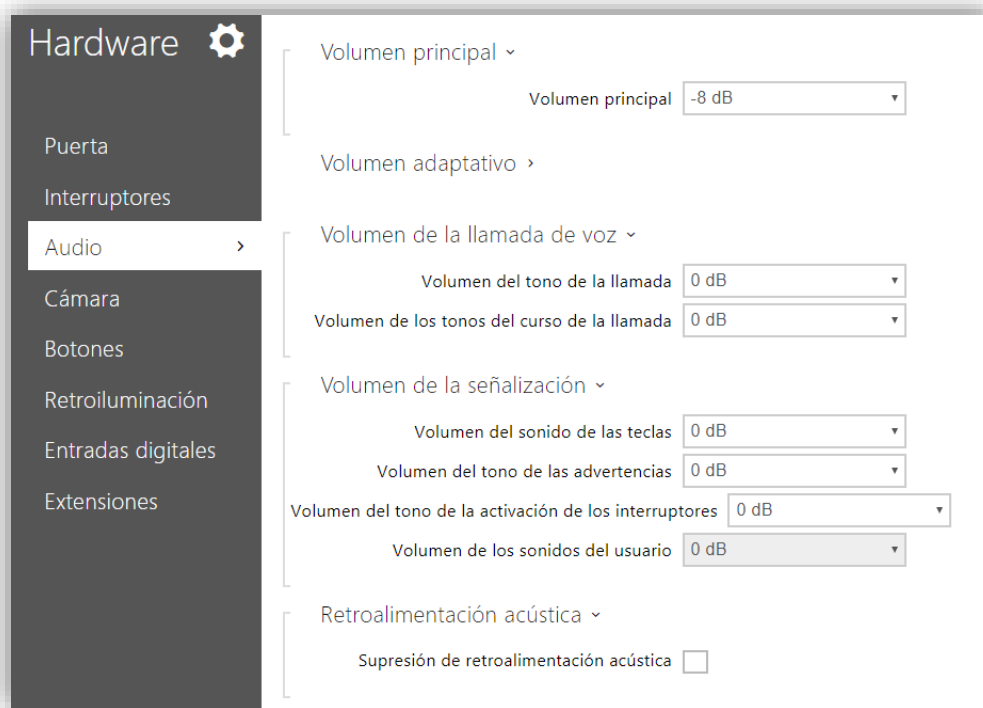 Hardware
Puerta
Interruptores
Audio
Cámara
Botones
Retroiluminación
Entradas digitales
Extensiones
Volumen principal
Volumen principal -8 dB
Volumen adaptativo
Volumen de la llamada de voz
Volumen del tono de la llamada 0 dB
Volumen de los tonos del curso de la llamada 0 dB
Volumen de la señalización
Volumen del sonido de las teclas 0 dB
Volumen del tono de las advertencias 0 dB
Volumen del tono de la activación de los interruptores 0 dB
Volumen de los sonidos del usuario 0 dB
Retroalimentación acústica
Supresión de retroalimentación acústica